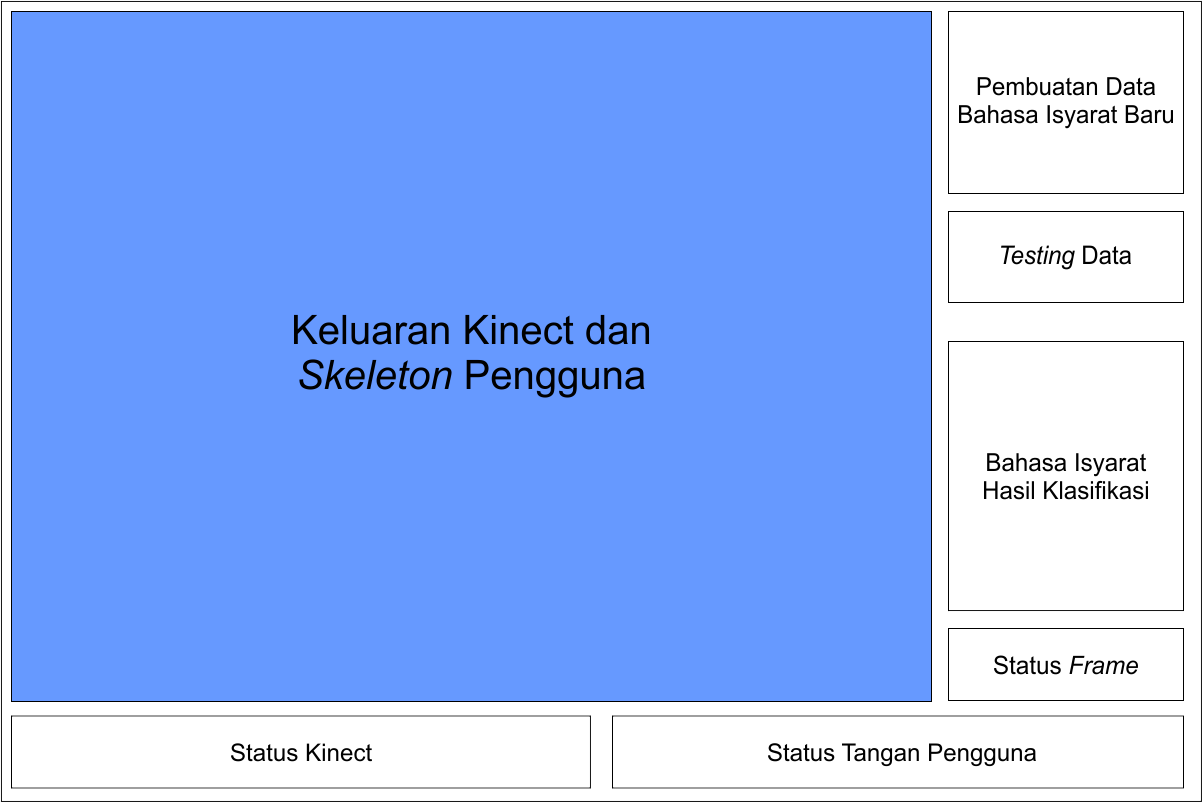 Keluaran Kinect dan
Skeleton Pengguna
Pembuatan Data
Bahasa Isyarat Baru
Testing Data
Bahasa Isyarat
Hasil Klasifikasi
Status Frame
Status Kinect
Status Tangan Pengguna